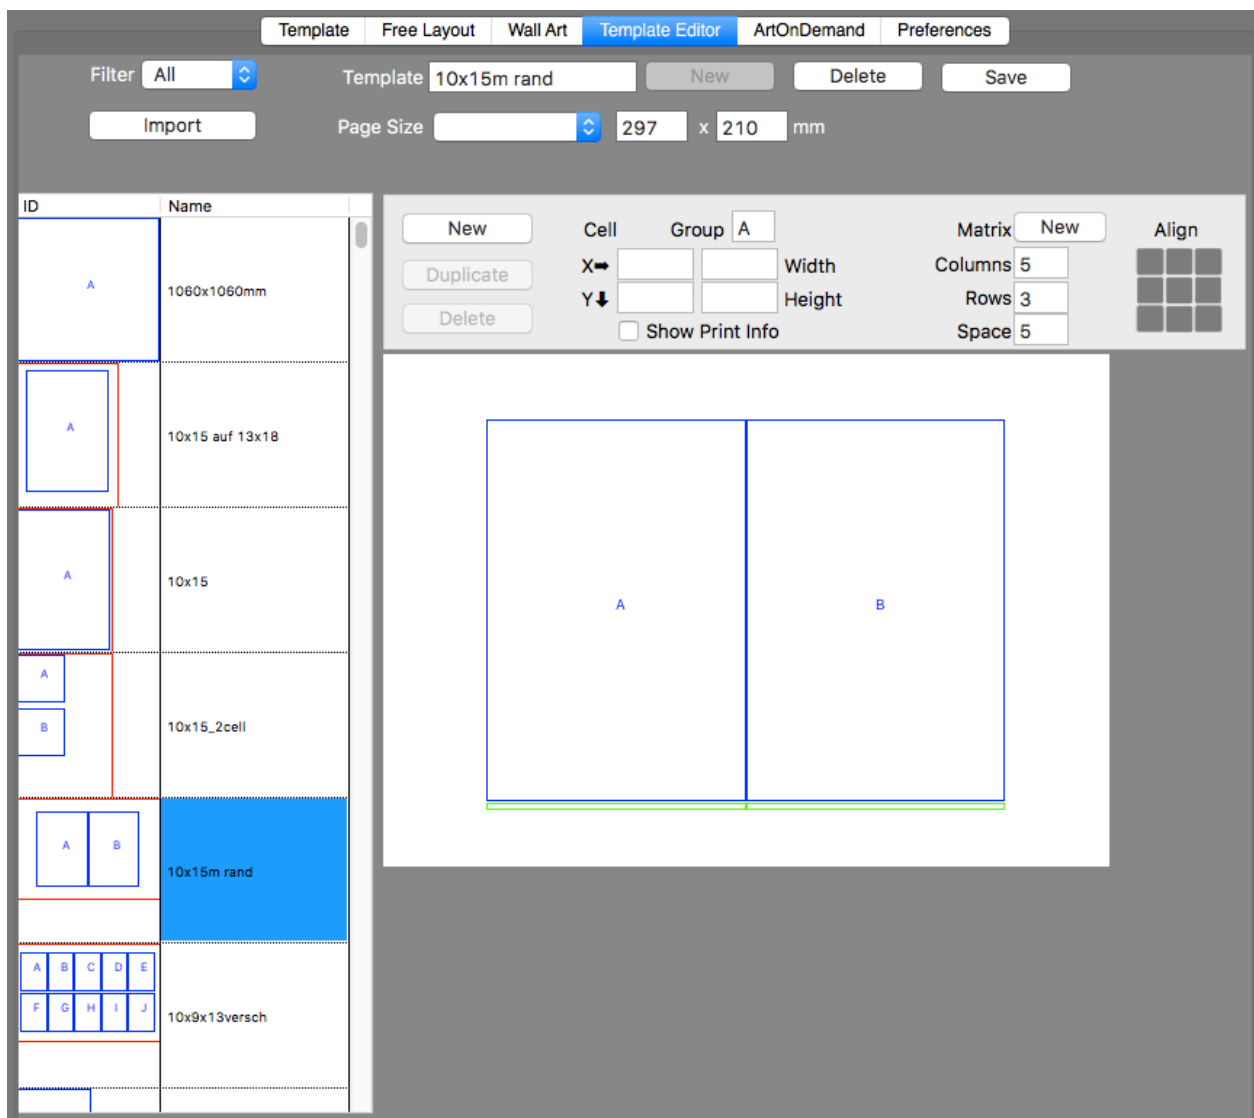 Template Free Layout Wall Art Template Editor ArtOnDemand Preferences
Filter All Template 10x15m rand New Delete Save
Import Page Size 297 x 210 mm
ID Name
A 1060x1060mm
A 10x15 auf 13x18
A 10x15
A
B 10x15_2cell
A B 10x15m rand
A B C D E
F G H I J 10x9x13versch
New Cell Group A Matrix New Align
Duplicate X➡ Width Columns 5
Y⬇ Height Rows 3
Delete Show Print Info Space 5
A B